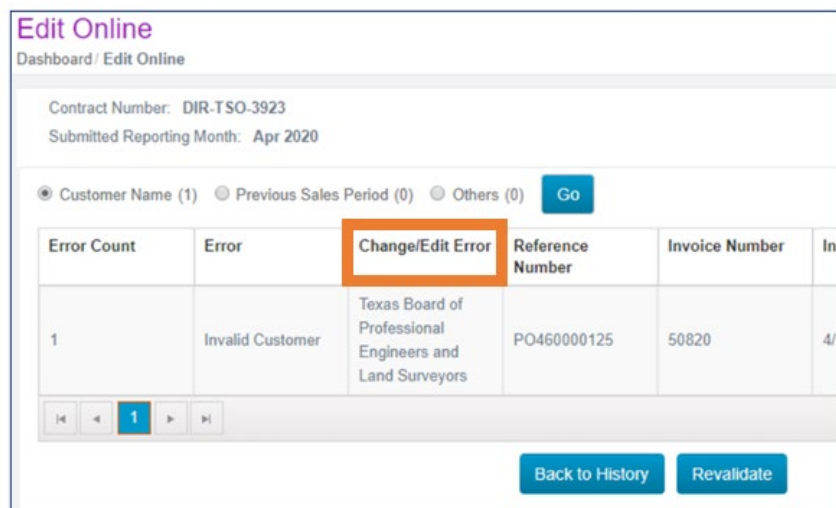 Edit Online
Dashboard / Edit Online
Contract Number: DIR-TSO-3923
Submitted Reporting Month: Apr 2020
Customer Name (1) Previous Sales Period (0) Others (0) Go
Error Count Error Change/Edit Error Reference Number Invoice Number In
1 Invalid Customer Texas Board of Professional Engineers and Land Surveyors PO460000125 50820 4/
1
Back to History Revalidate